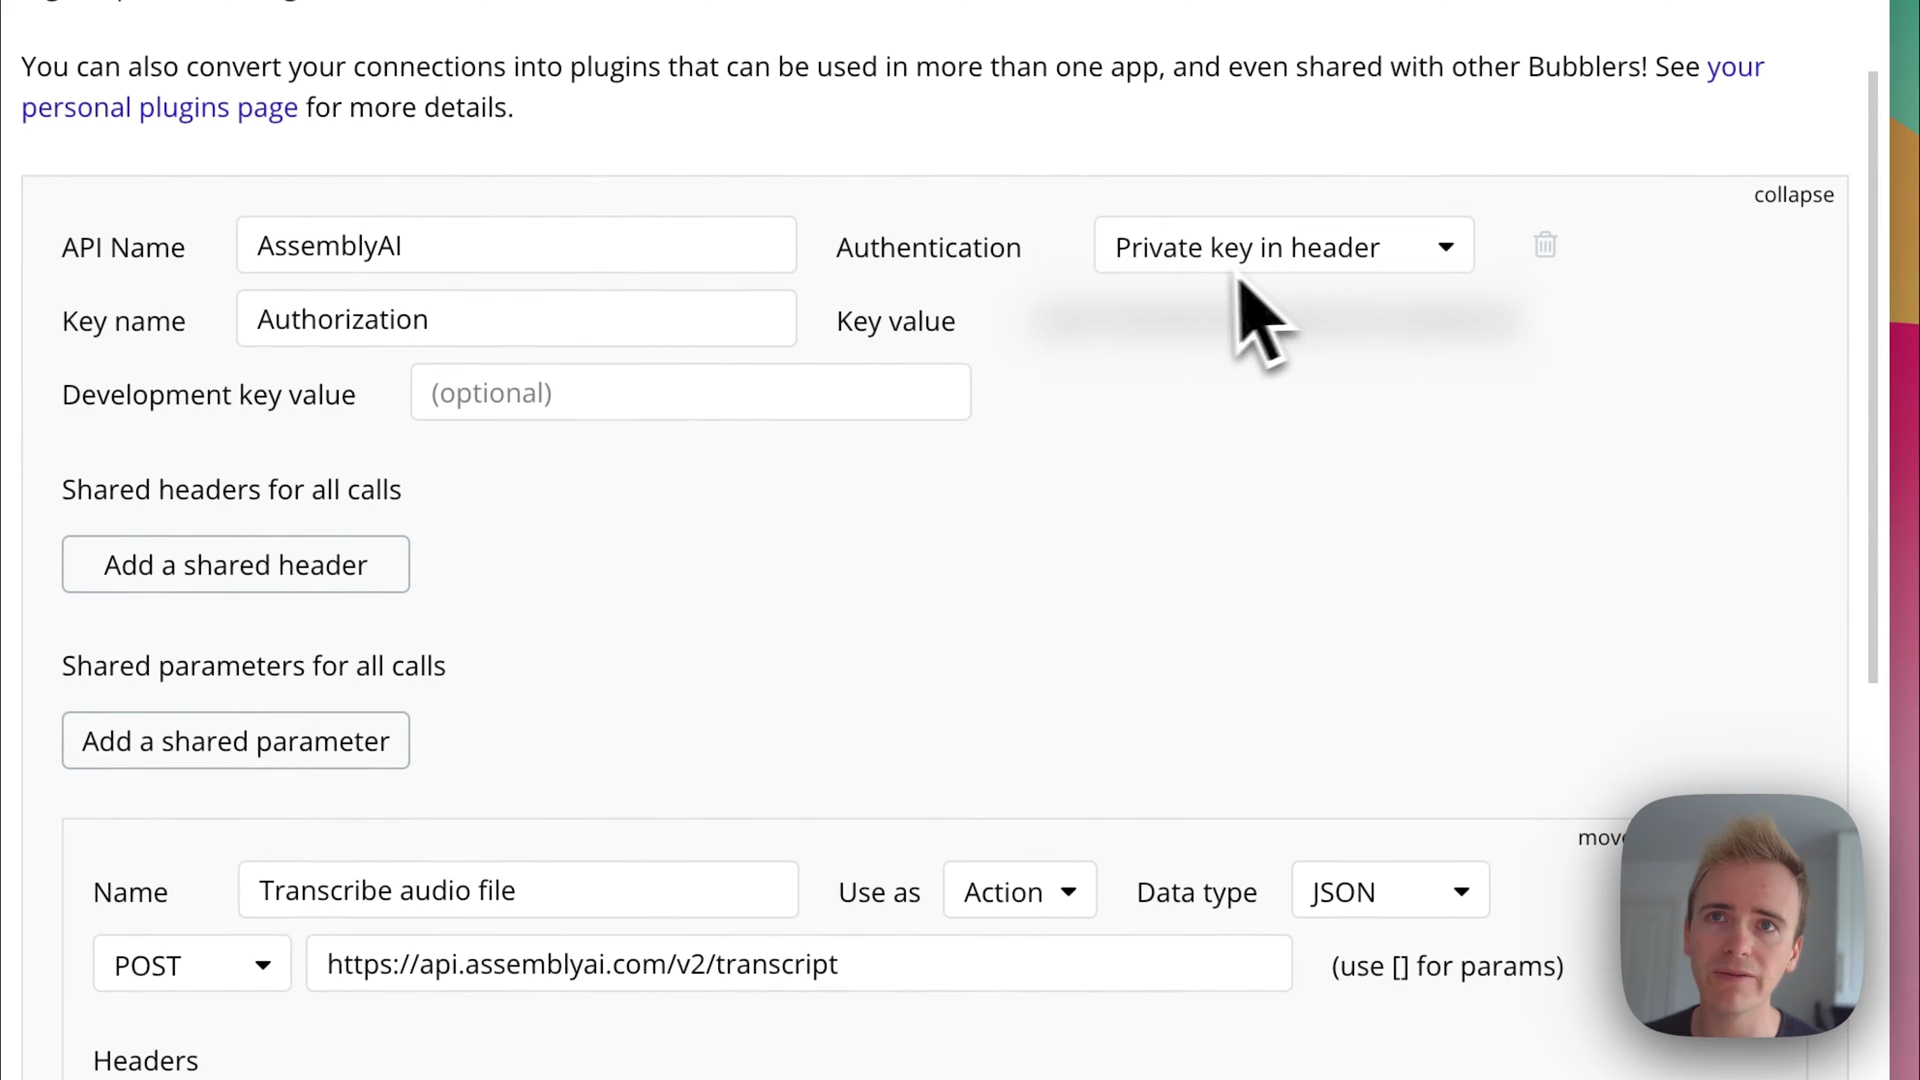 You can also convert your connections into plugins that can be used in more than one app, and even shared with other Bubblers! See your
personal plugins page for more details.
collapse
API Name AssemblyAI Authentication Private key in header
Key name Authorization Key value
Development key value (optional)
Shared headers for all calls
Add a shared header
Shared parameters for all calls
Add a shared parameter
move
Name Transcribe audio file Use as Action Data type JSON
POST https://api.assemblyai.com/v2/transcript (use [] for params)
Headers